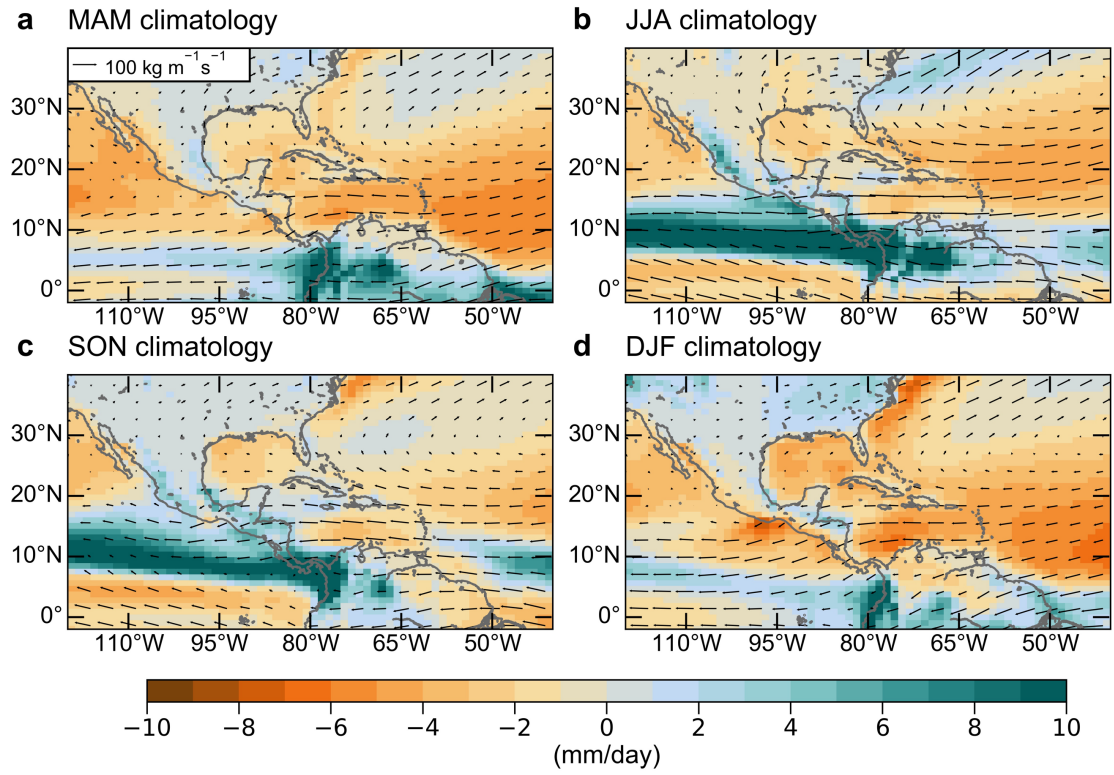 a MAM climatology
100 kg m⁻¹s⁻¹
30°N
20°N
10°N
0°
110°W 95°W 80°W 65°W 50°W
b JJA climatology
30°N
20°N
10°N
0°
110°W 95°W 80°W 65°W 50°W
c SON climatology
30°N
20°N
10°N
0°
110°W 95°W 80°W 65°W 50°W
d DJF climatology
30°N
20°N
10°N
0°
110°W 95°W 80°W 65°W 50°W
−10 −8 −6 −4 −2 0 2 4 6 8 10
(mm/day)